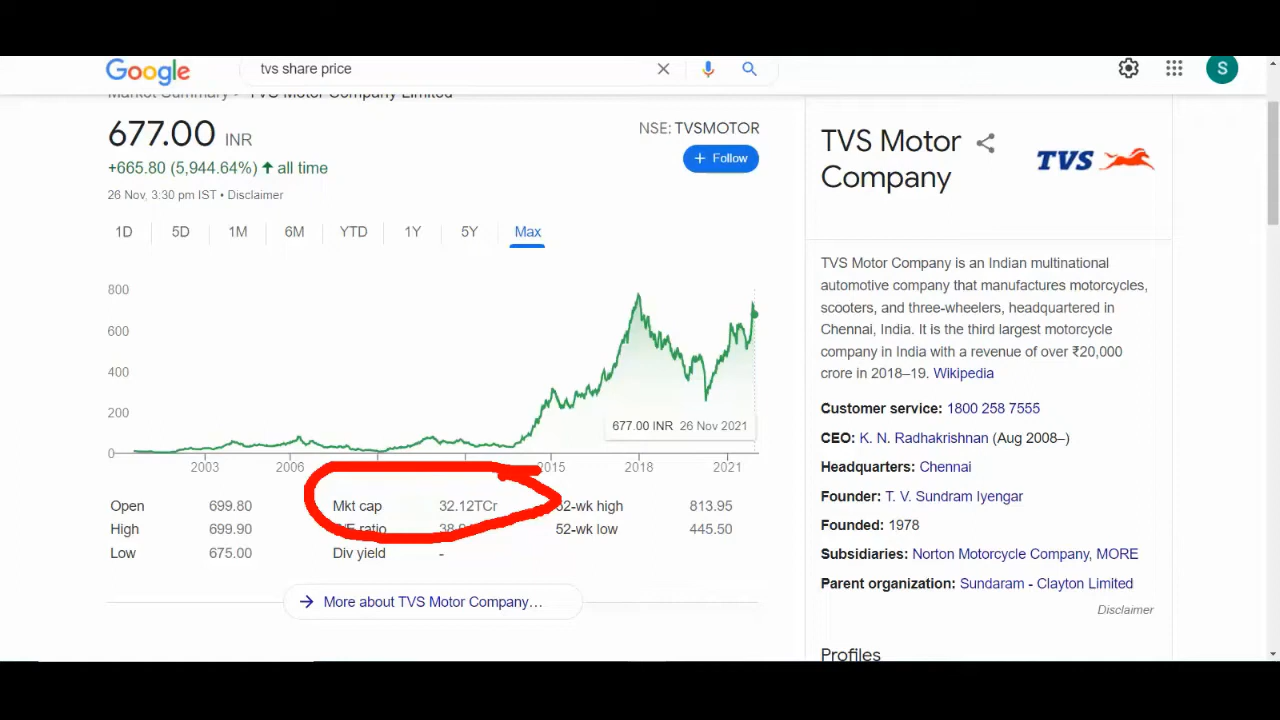 Google
tvs share price
S
677.00 INR
+665.80 (5,944.64%) ↑ all time
26 Nov, 3:30 pm IST • Disclaimer
NSE: TVSMOTOR
+ Follow
1D 5D 1M 6M YTD 1Y 5Y Max
800
600
400
200
0
677.00 INR 26 Nov 2021
2003 2006 2015 2018 2021
Open 699.80 Mkt cap 32.12TCr 52-wk high 813.95
High 699.90 ratio 52-wk low 445.50
Low 675.00 Div yield -
→ More about TVS Motor Company…
TVS Motor
Company
TVS
TVS Motor Company is an Indian multinational
automotive company that manufactures motorcycles,
scooters, and three-wheelers, headquartered in
Chennai, India. It is the third largest motorcycle
company in India with a revenue of over ₹20,000
crore in 2018–19. Wikipedia
Customer service: 1800 258 7555
CEO: K. N. Radhakrishnan (Aug 2008–)
Headquarters: Chennai
Founder: T. V. Sundram Iyengar
Founded: 1978
Subsidiaries: Norton Motorcycle Company, MORE
Parent organization: Sundaram - Clayton Limited
Disclaimer
Profiles